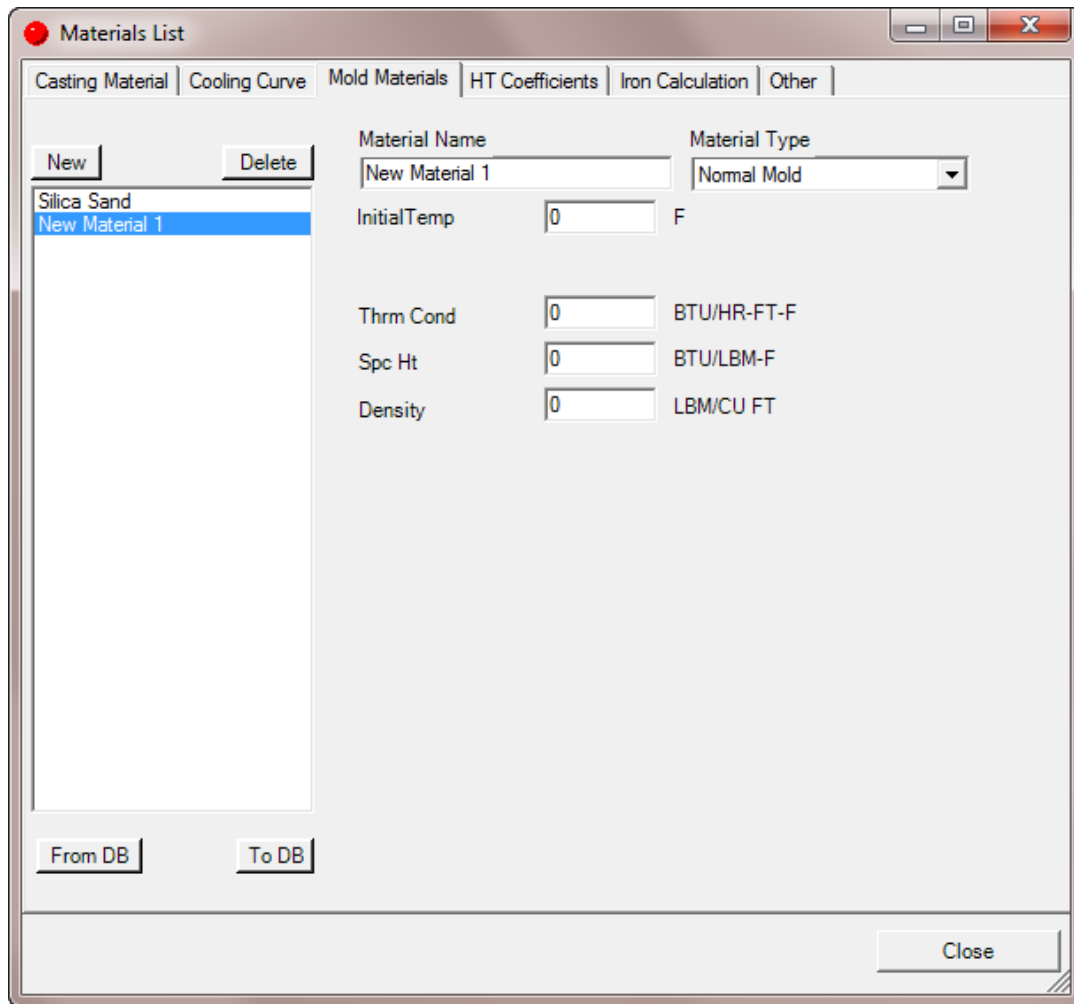 Materials List
Casting Material Cooling Curve Mold Materials HT Coefficients Iron Calculation Other
Material Name Material Type
New Delete
New Material 1 Normal Mold
Silica Sand
New Material 1
InitialTemp 0 F
Thrm Cond 0 BTU/HR-FT-F
Spc Ht 0 BTU/LBM-F
Density 0 LBM/CU FT
From DB To DB
Close